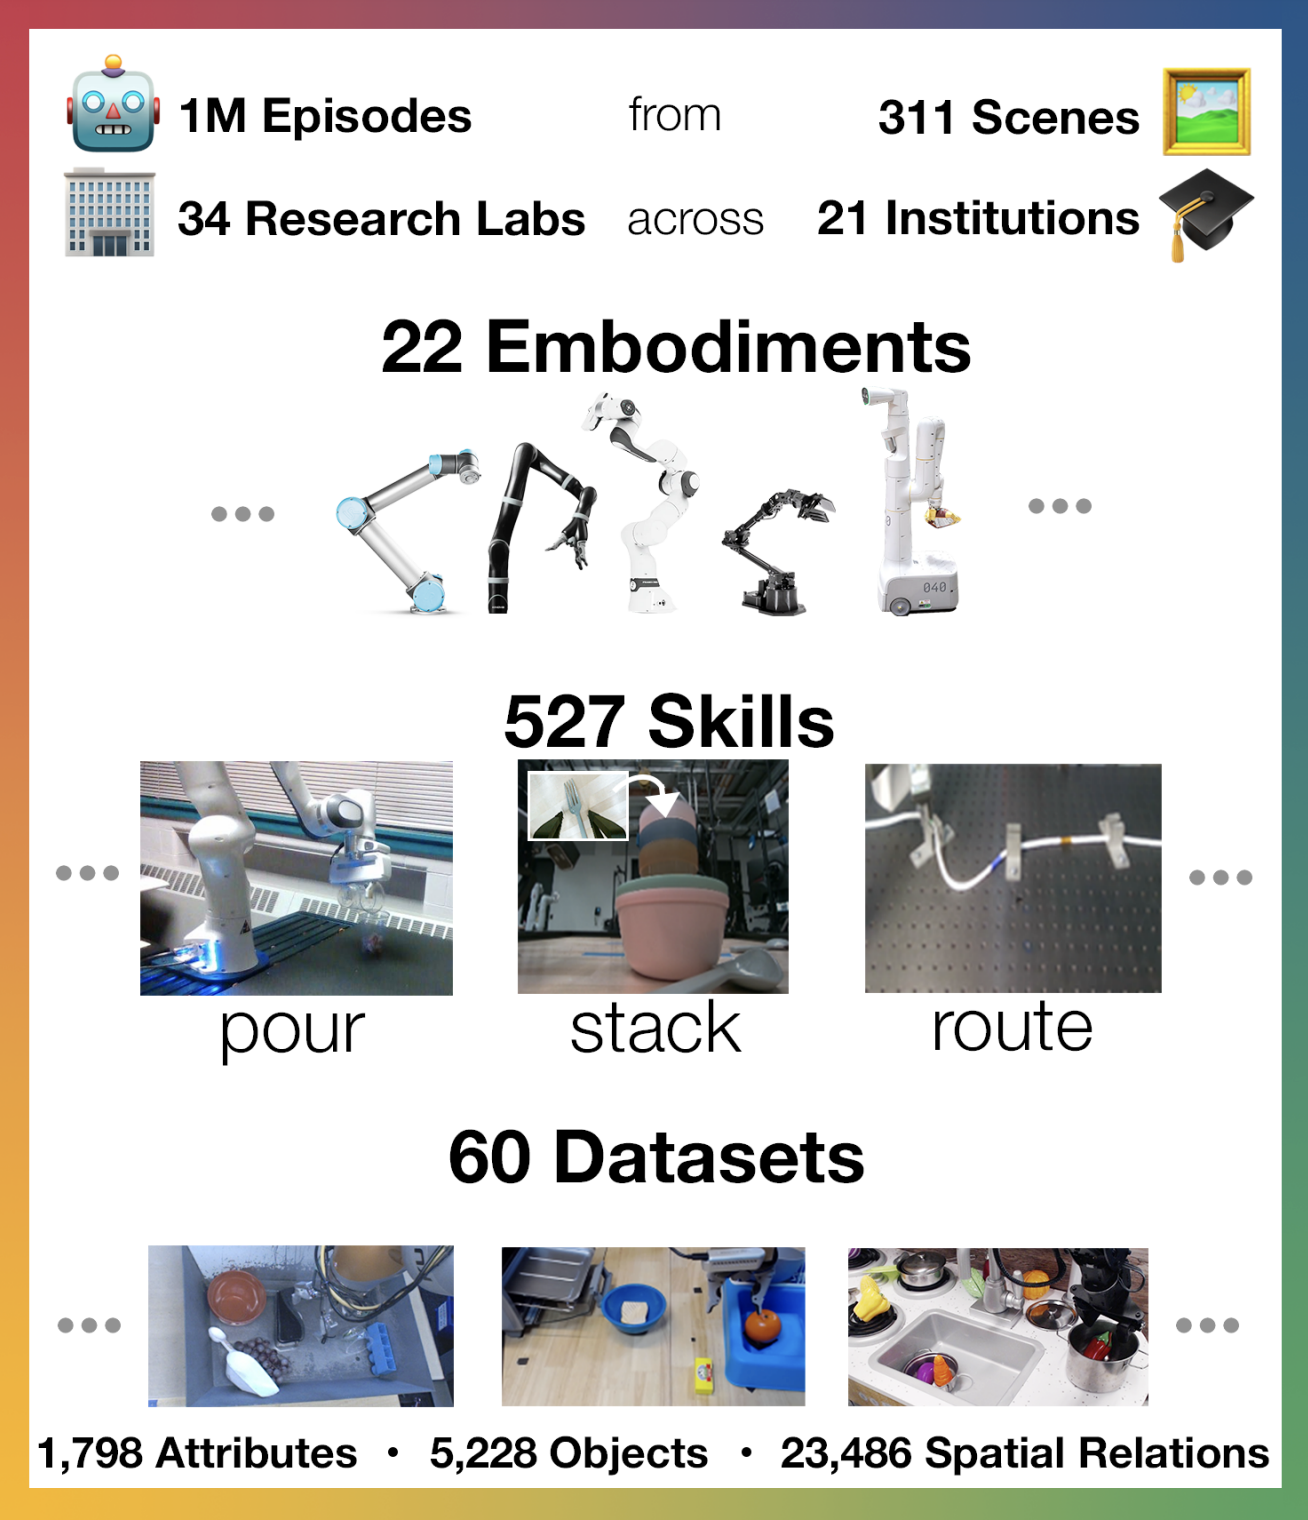 1M Episodes from 311 Scenes
34 Research Labs across 21 Institutions
22 Embodiments
040
527 Skills
pour stack route
60 Datasets
1,798 Attributes • 5,228 Objects • 23,486 Spatial Relations